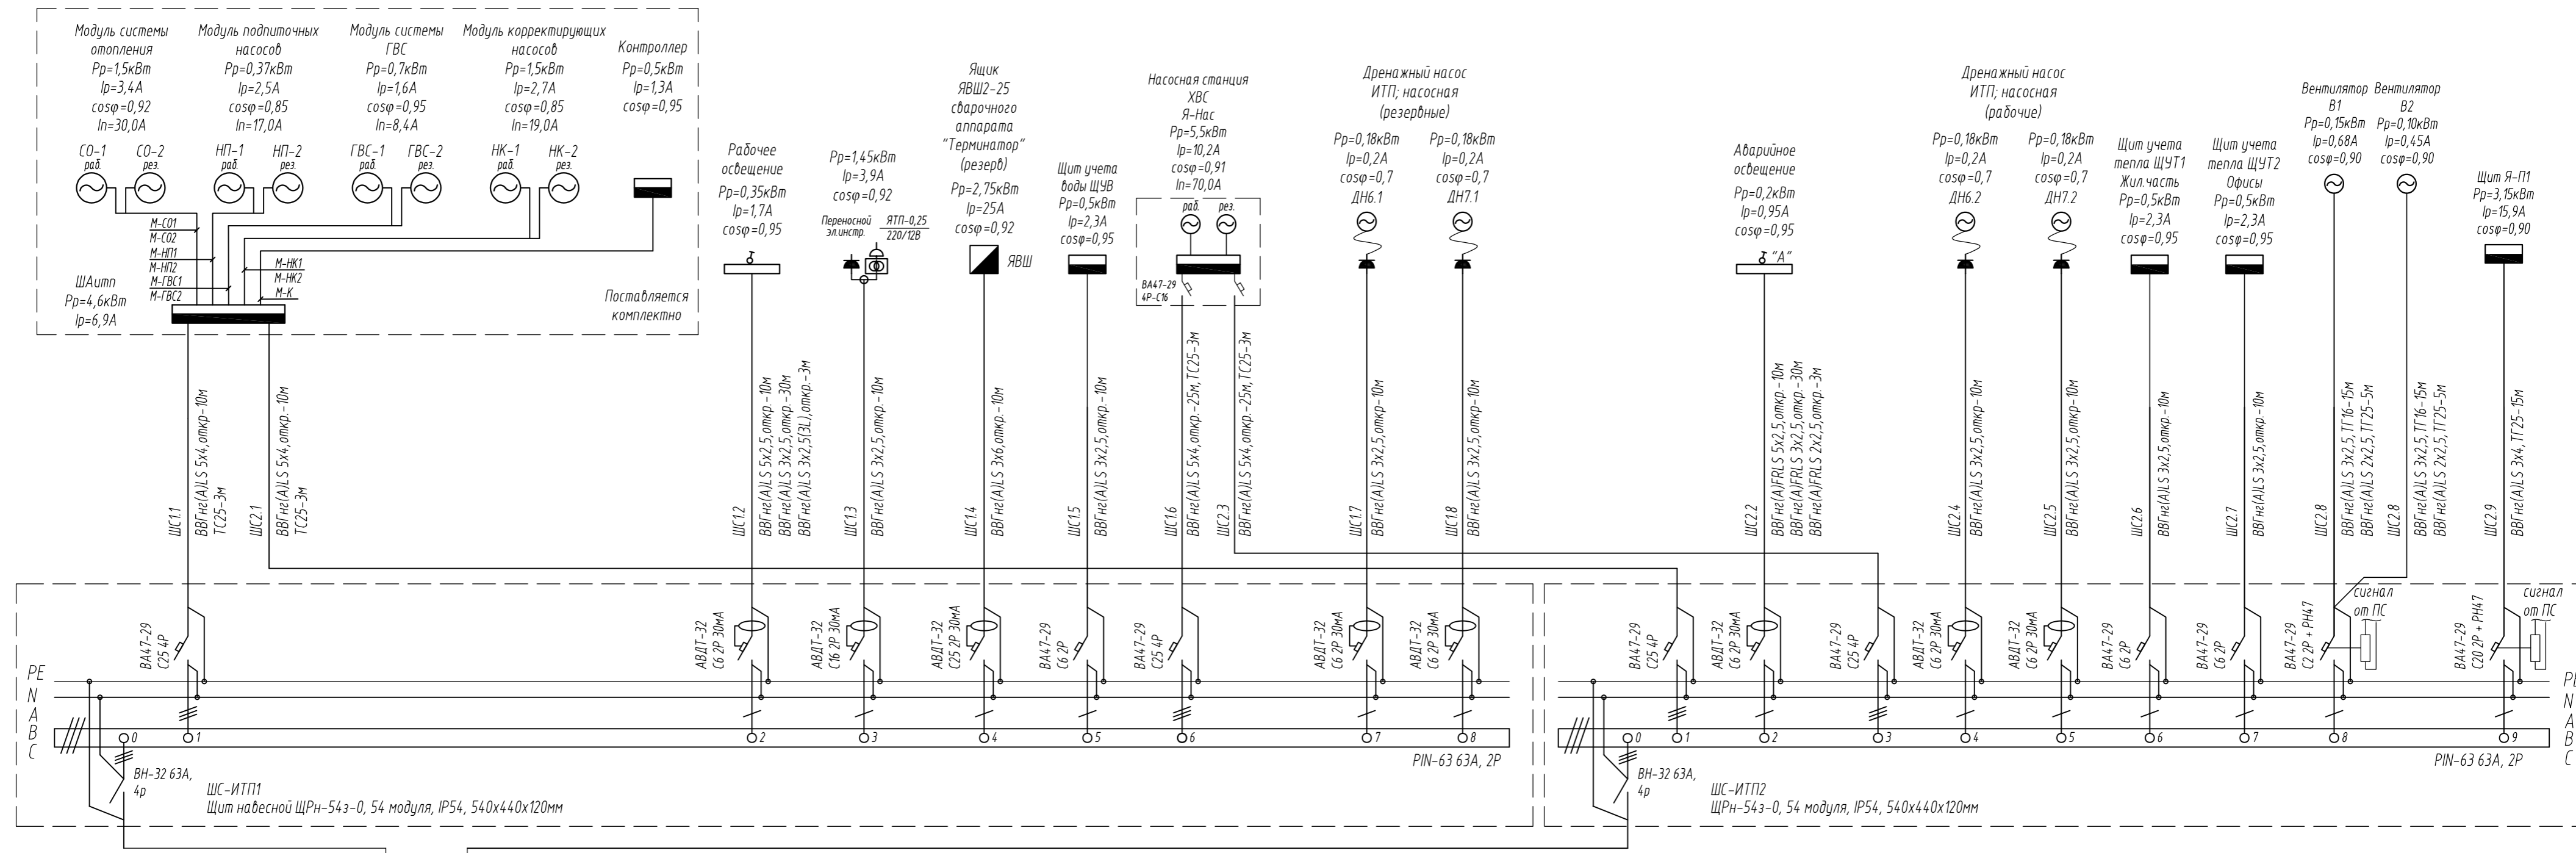 Модуль системы
отопления
Рр=1,5кВт
Iр=3,4А
cosφ=0,92
Iп=30,0А
СО-1
раб.
СО-2
рез.
Модуль подпиточных
насосов
Рр=0,37кВт
Iр=2,5А
cosφ=0,85
Iп=17,0А
НП-1
раб.
НП-2
рез.
Модуль системы
ГВС
Рр=0,7кВт
Iр=1,6А
cosφ=0,95
Iп=8,4А
ГВС-1
раб.
ГВС-2
рез.
Модуль корректирующих
насосов
Рр=1,5кВт
Iр=2,7А
cosφ=0,85
Iп=19,0А
НК-1
раб.
НК-2
рез.
Контроллер
Рр=0,5кВт
Iр=1,3А
cosφ=0,95
М-СО1
М-СО2
М-НП1
М-НП2
М-ГВС1
М-ГВС2
М-НК1
М-НК2
М-К
ШАитп
Рр=4,6кВт
Iр=6,9А
Поставляется
комплектно
Рабочее
освещение
Рр=0,35кВт
Iр=1,7А
cosφ=0,95
Рр=1,45кВт
Iр=3,9А
cosφ=0,92
Переносной
эл.инстр.
ЯТП-0,25
220/12В
Ящик
ЯВШ2-25
сварочного
аппарата
"Терминатор"
(резерв)
Рр=2,75кВт
Iр=25А
cosφ=0,92
ЯВШ
Щит учета
воды ЩУВ
Рр=0,5кВт
Iр=2,3А
cosφ=0,95
Насосная станция
ХВС
Я-Нас
Рр=5,5кВт
Iр=10,2А
cosφ=0,91
Iп=70,0А
раб.
рез.
ВА47-29
4Р-С16
Дренажный насос
ИТП; насосная
(резервные)
Рр=0,18кВт
Iр=0,2А
cosφ=0,7
ДН6.1
Рр=0,18кВт
Iр=0,2А
cosφ=0,7
ДН7.1
Аварийное
освещение
Рр=0,2кВт
Iр=0,95А
cosφ=0,95
"А"
Дренажный насос
ИТП; насосная
(рабочие)
Рр=0,18кВт
Iр=0,2А
cosφ=0,7
ДН6.2
Рр=0,18кВт
Iр=0,2А
cosφ=0,7
ДН7.2
Щит учета
тепла ЩУТ1
Жил.часть
Рр=0,5кВт
Iр=2,3А
cosφ=0,95
Щит учета
тепла ЩУТ2
Офисы
Рр=0,5кВт
Iр=2,3А
cosφ=0,95
Вентилятор
В1
Рр=0,15кВт
Iр=0,68А
cosφ=0,90
Вентилятор
В2
Рр=0,10кВт
Iр=0,45А
cosφ=0,90
Щит Я-П1
Рр=3,15кВт
Iр=15,9А
cosφ=0,90
ШС1.1
ВВГнг(А)LS 5х4,откр-10м
ТС25-3м
ШС2.1
ВВГнг(А)LS 5х4,откр.-10м
ТС25-3м
ШС1.2
ВВГнг(А)LS 5х2,5,откр.-10м
ВВГнг(А)LS 3х2,5,откр.-30м
ВВГнг(А)LS 3х2,5(3L),откр.-3м
ШС1.3
ВВГнг(А)LS 3х2,5,откр.-10м
ШС1.4
ВВГнг(А)LS 3х6,откр.-10м
ШС1.5
ВВГнг(А)LS 3х2,5,откр.-10м
ШС1.6
ВВГнг(А)LS 5х4,откр.-25м,ТС25-3м
ШС2.3
ВВГнг(А)LS 5х4,откр.-25м,ТС25-3м
ШС1.7
ВВГнг(А)LS 3х2,5,откр-10м
ШС1.8
ВВГнг(А)LS 3х2,5,откр-10м
ШС2.2
ВВГнг(А)FRLS 5х2,5,откр.-10м
ВВГнг(А)FRLS 3х2,5,откр.-30м
ВВГнг(А)FRLS 2х2,5,откр.-3м
ШС2.4
ВВГнг(А)LS 3х2,5,откр-10м
ШС2.5
ВВГнг(А)LS 3х2,5,откр-10м
ШС2.6
ВВГнг(А)LS 3х2,5,откр.-10м
ШС2.7
ВВГнг(А)LS 3х2,5,откр.-10м
ШС2.8
ВВГнг(А)LS 3х2,5,ТГ16-15м
ВВГнг(А)LS 2х2,5,ТГ25-5м
ШС2.8
ВВГнг(А)LS 3х2,5,ТГ16-15м
ВВГнг(А)LS 2х2,5,ТГ25-5м
ШС2.9
ВВГнг(А)LS 3х4,ТГ25-15м
ВА47-29
С25 4Р
АВДТ-32
С6 2Р 30мА
АВДТ-32
С16 2Р 30мА
АВДТ-32
С25 2Р 30мА
ВА47-29
С6 2Р
ВА47-29
С25 4Р
АВДТ-32
С6 2Р 30мА
АВДТ-32
С6 2Р 30мА
ВА47-29
С25 4Р
АВДТ-32
С6 2Р 30мА
ВА47-29
С25 4Р
АВДТ-32
С6 2Р 30мА
АВДТ-32
С6 2Р 30мА
ВА47-29
С6 2Р
ВА47-29
С6 2Р
ВА47-29
С2 2Р + РН47
сигнал
от ПС
ВА47-29
С20 2Р + РН47
сигнал
от ПС
PE
N
A
B
C
0
1
2
3
4
5
6
7
8
PIN-63 63А, 2Р
ВН-32 63А,
4р
ШС-ИТП1
Щит навесной ЩРн-54з-0, 54 модуля, IP54, 540х440х120мм
0
1
2
3
4
5
6
7
8
9
PIN-63 63А, 2Р
ВН-32 63А,
4р
ШС-ИТП2
ЩРн-54з-0, 54 модуля, IP54, 540х440х120мм
PE
N
A
B
C